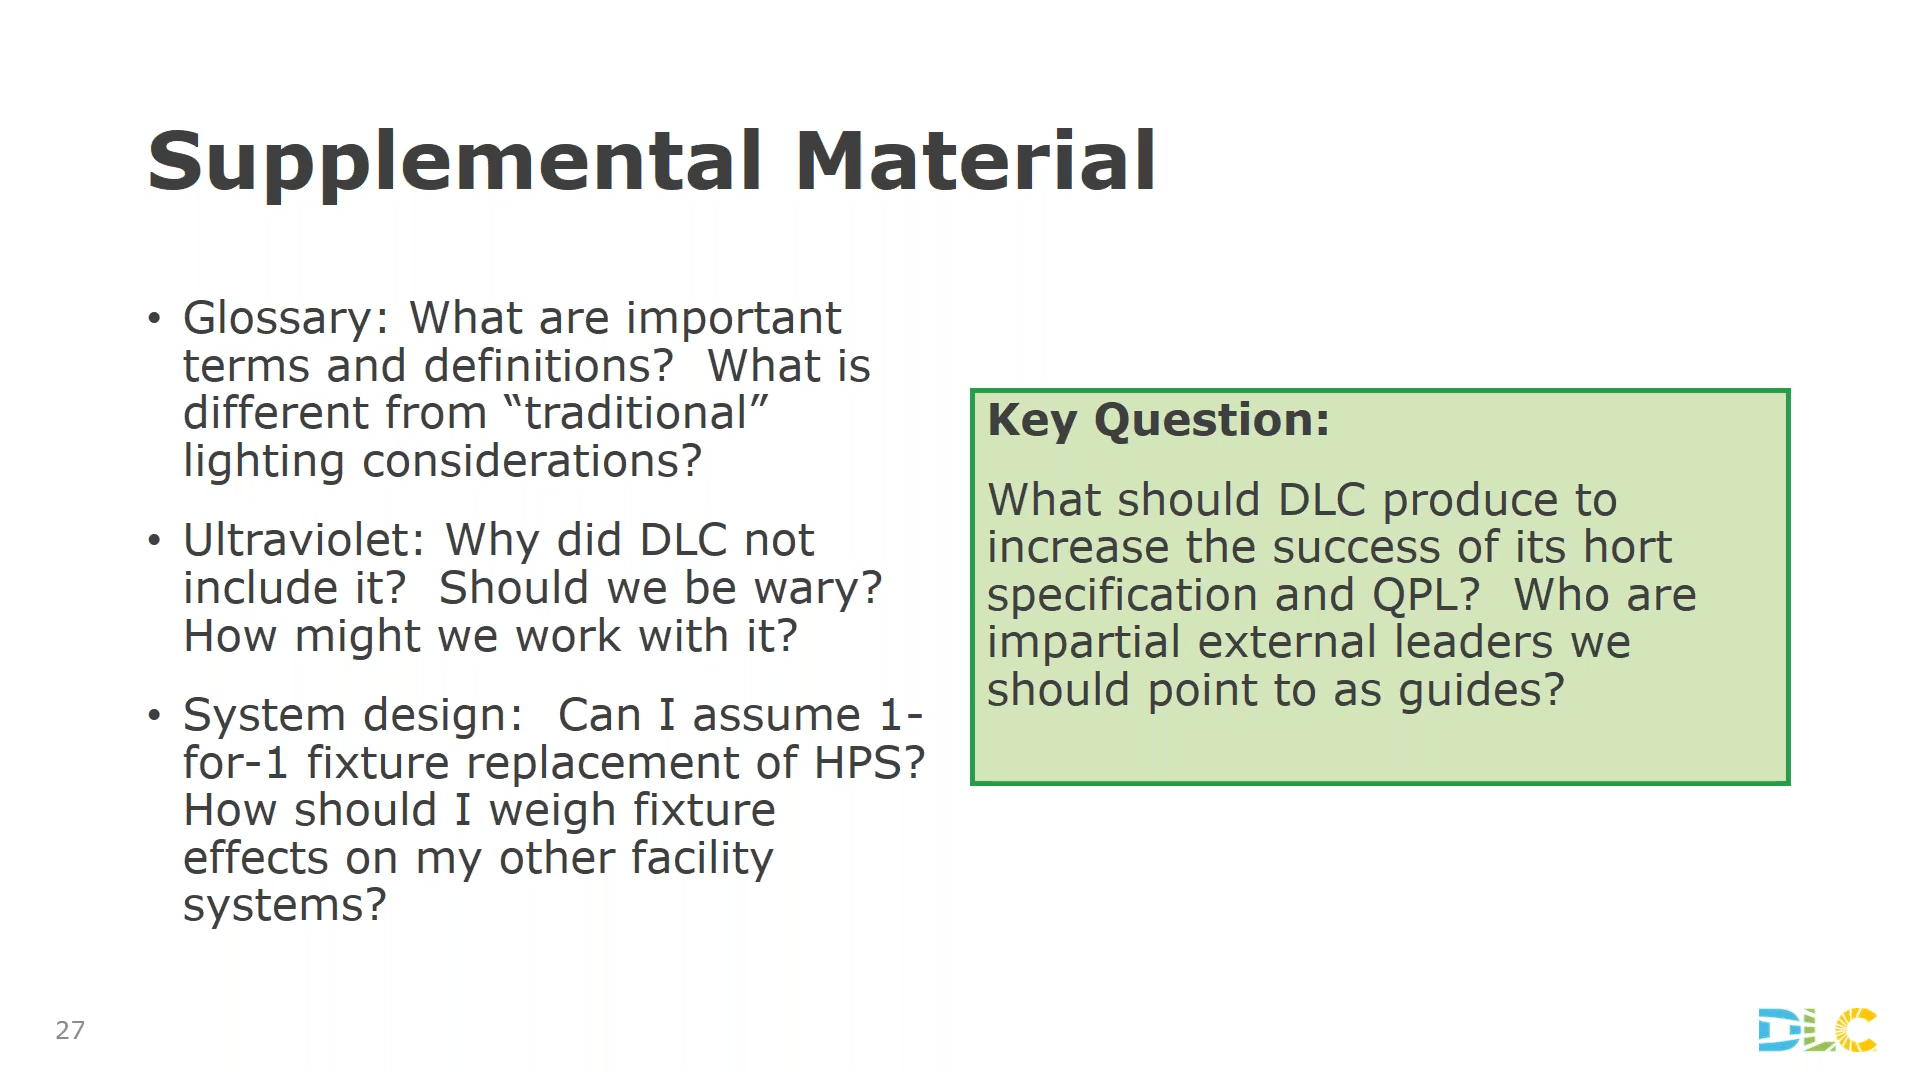 Supplemental Material
• Glossary: What are important
terms and definitions?  What is
different from “traditional”
lighting considerations?
• Ultraviolet: Why did DLC not
include it?  Should we be wary?
How might we work with it?
• System design:  Can I assume 1-
for-1 fixture replacement of HPS?
How should I weigh fixture
effects on my other facility
systems?
Key Question:
What should DLC produce to
increase the success of its hort
specification and QPL?  Who are
impartial external leaders we
should point to as guides?
27
DLC